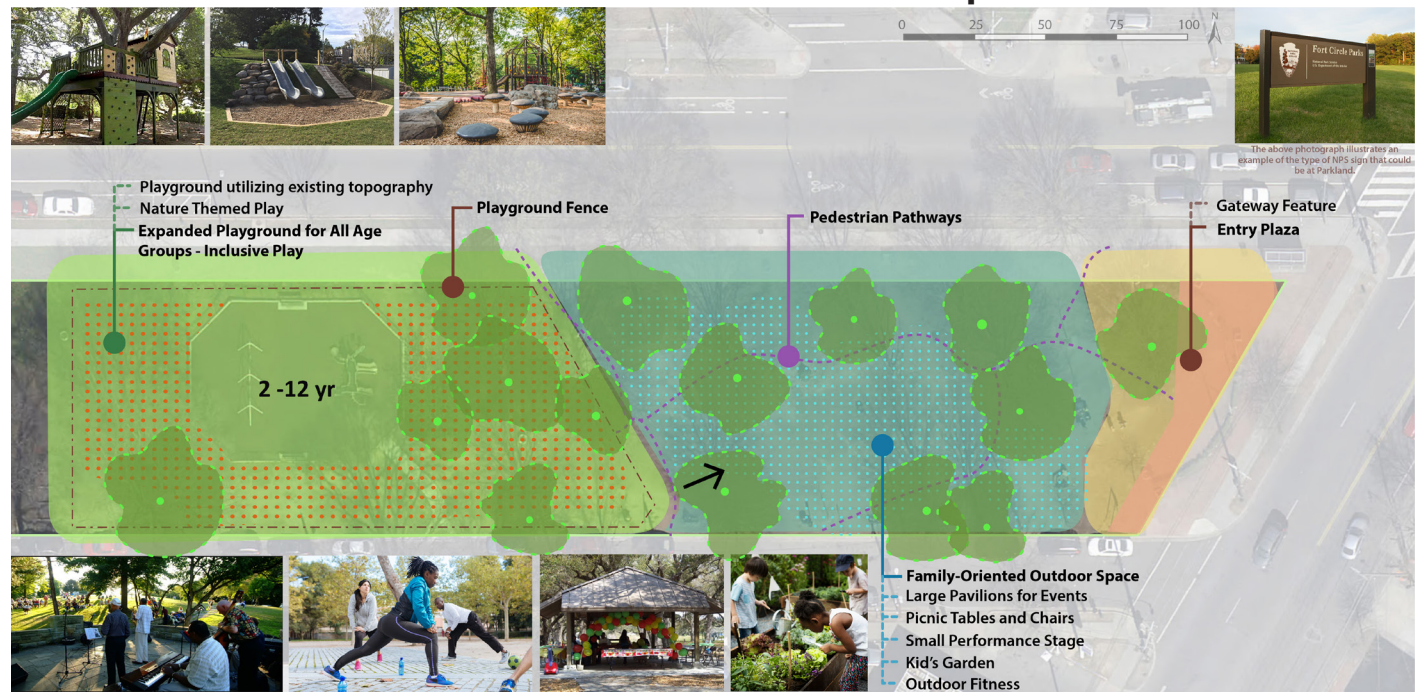 0 25 50 75 100
N
Fort Circle Parks
The above photograph illustrates an
example of the type of NPS sign that could
be at Parkland.
Playground utilizing existing topography
Nature Themed Play
Expanded Playground for All Age
Groups - Inclusive Play
Playground Fence
Pedestrian Pathways
Gateway Feature
Entry Plaza
2 -12 yr
Family-Oriented Outdoor Space
Large Pavilions for Events
Picnic Tables and Chairs
Small Performance Stage
Kid's Garden
Outdoor Fitness